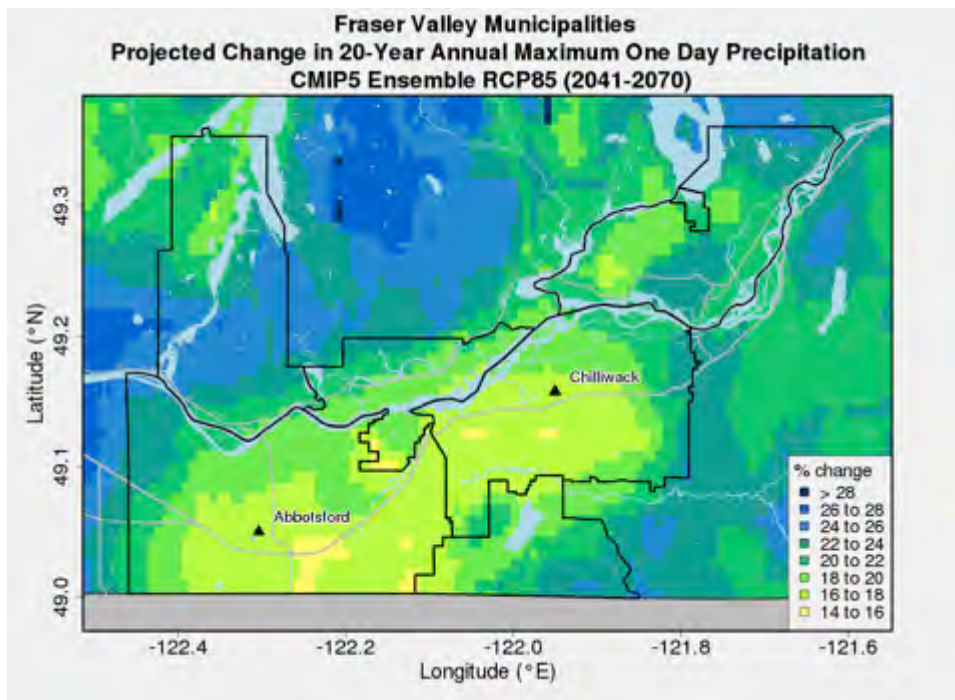 Fraser Valley Municipalities
Projected Change in 20-Year Annual Maximum One Day Precipitation
CMIP5 Ensemble RCP85 (2041-2070)
49.3
49.2
49.1
49.0
Latitude (°N)
Chilliwack
Abbotsford
% change
> 28
26 to 28
24 to 26
22 to 24
20 to 22
18 to 20
16 to 18
14 to 16
-122.4 -122.2 -122.0 -121.8 -121.6
Longitude (°E)